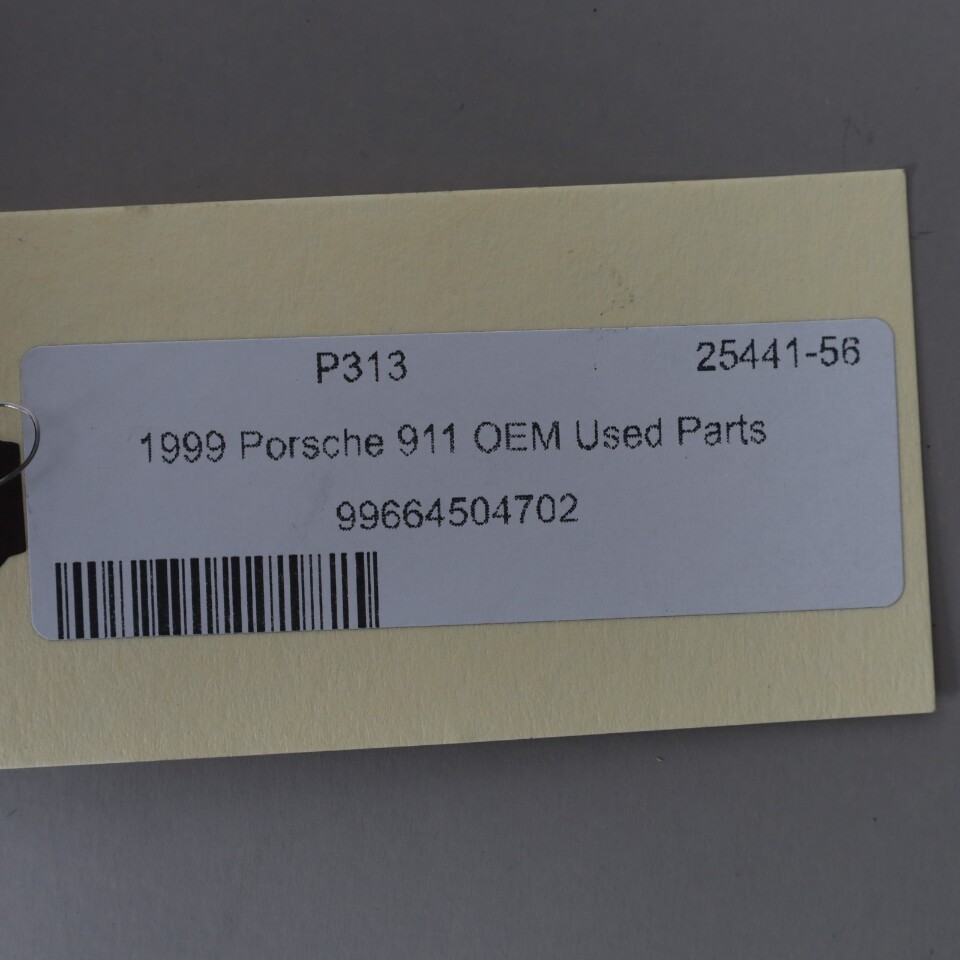 P313 25441-56
1999 Porsche 911 OEM Used Parts
99664504702